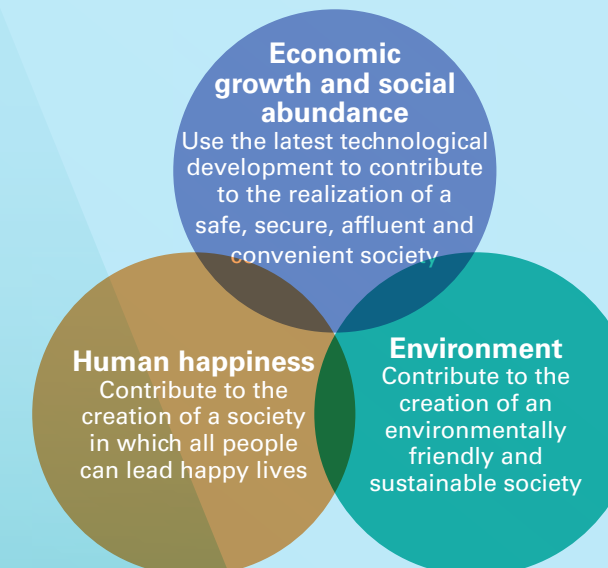 Economic
growth and social
abundance
Use the latest technological
development to contribute
to the realization of a
safe, secure, affluent and
convenient society
Human happiness
Contribute to the
creation of a society
in which all people
can lead happy lives
Environment
Contribute to the
creation of an
environmentally
friendly and
sustainable society